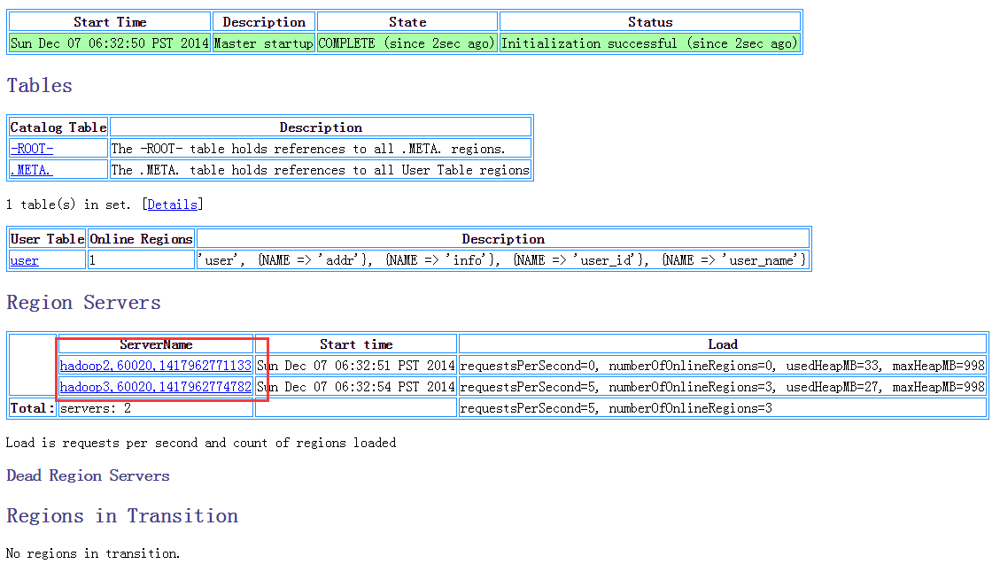 Start Time Description State Status
Sun Dec 07 06:32:50 PST 2014 Master startup COMPLETE (since 2sec ago) Initialization successful (since 2sec ago)
Tables
Catalog Table Description
-ROOT- The -ROOT- table holds references to all .META. regions.
.META. The .META. table holds references to all User Table regions
1 table(s) in set. [Details]
User Table Online Regions Description
user 1 'user', {NAME => 'addr'}, {NAME => 'info'}, {NAME => 'user_id'}, {NAME => 'user_name'}
Region Servers
ServerName Start time Load
hadoop2,60020,1417962771133 Sun Dec 07 06:32:51 PST 2014 requestsPerSecond=0, numberOfOnlineRegions=0, usedHeapMB=33, maxHeapMB=998
hadoop3,60020,1417962774782 Sun Dec 07 06:32:54 PST 2014 requestsPerSecond=5, numberOfOnlineRegions=3, usedHeapMB=27, maxHeapMB=998
Total: servers: 2 requestsPerSecond=5, numberOfOnlineRegions=3
Load is requests per second and count of regions loaded
Dead Region Servers
Regions in Transition
No regions in transition.